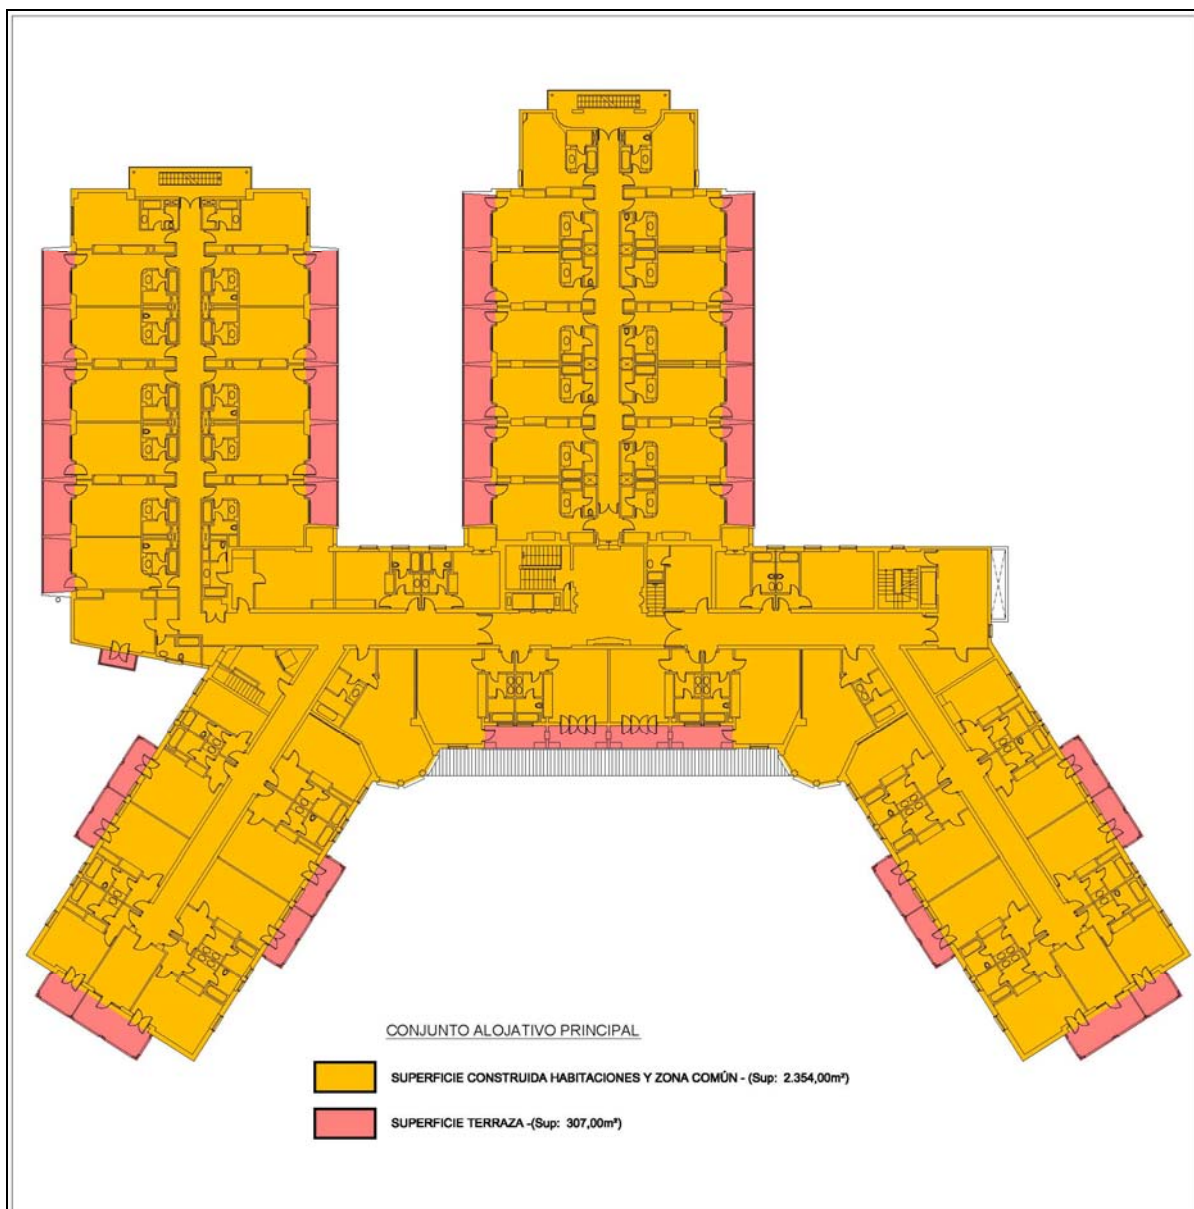 CONJUNTO ALOJATIVO PRINCIPAL
SUPERFICIE CONSTRUIDA HABITACIONES Y ZONA COMÚN - (Sup: 2.354,00m²)
SUPERFICIE TERRAZA -(Sup: 307,00m²)